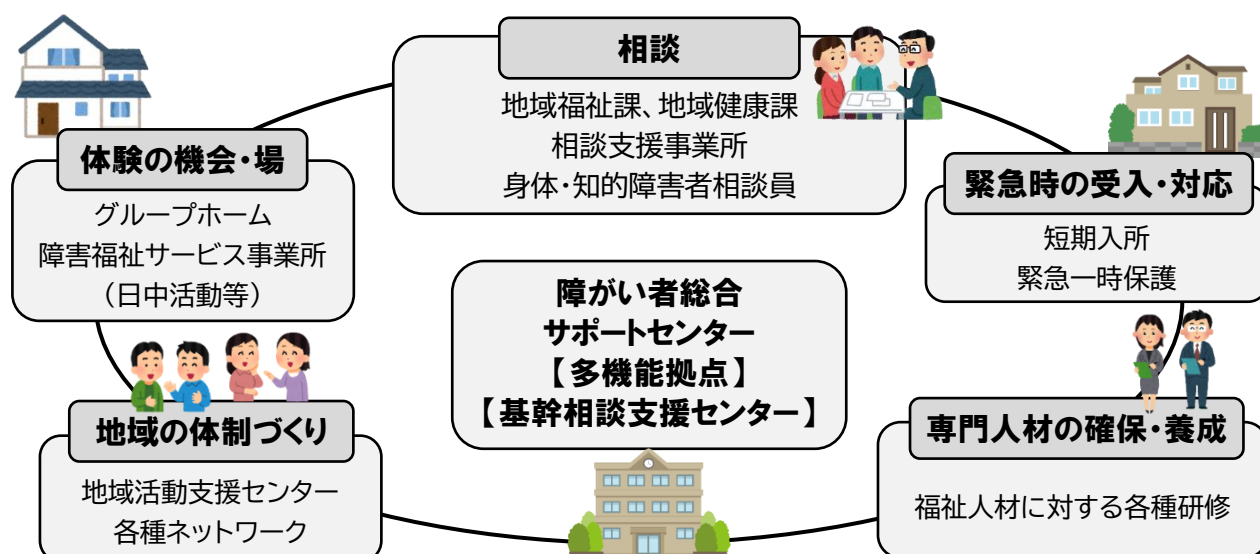 相談
地域福祉課、地域健康課
相談支援事業所
身体・知的障害者相談員
体験の機会・場
グループホーム
障害福祉サービス事業所
（日中活動等）
緊急時の受入・対応
短期入所
緊急一時保護
障がい者総合
サポートセンター
【多機能拠点】
【基幹相談支援センター】
地域の体制づくり
地域活動支援センター
各種ネットワーク
専門人材の確保・養成
福祉人材に対する各種研修